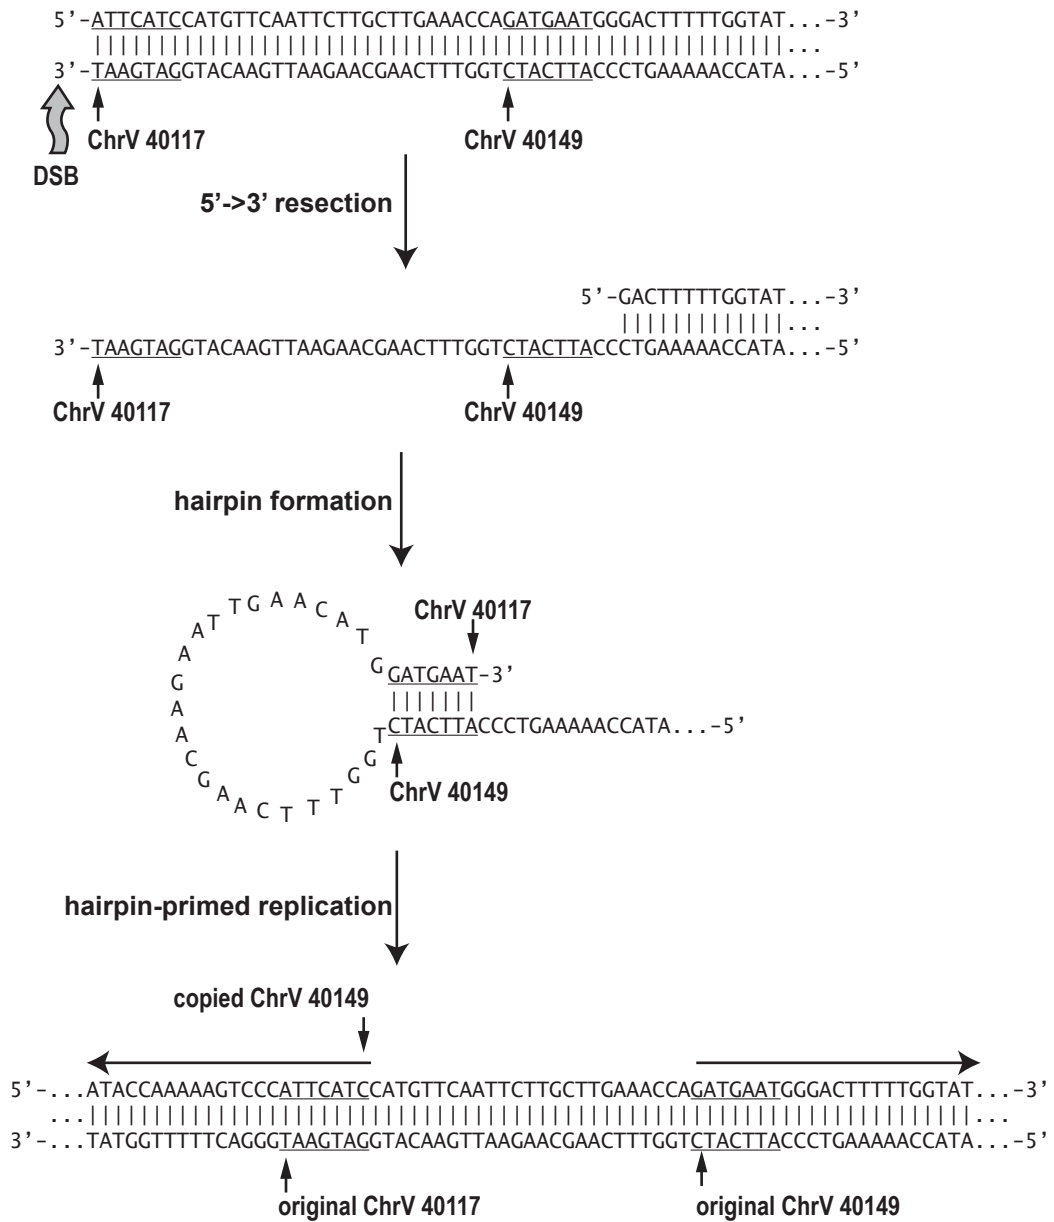 5’-ATTCATCCATGTTCAATTCTTGCTTGAAACCAGATGAATGGGACTTTTTGGTAT...-3’
...
3’-TAAGTAGGTACAAGTTAAGAACGAACTTTGGTCTACTTACCCTGAAAAACCATA...-5’
ChrV 40117
ChrV 40149
DSB
5’->3’ resection
5’-GACTTTTTGGTAT...-3’
...
3’-TAAGTAGGTACAAGTTAAGAACGAACTTTGGTCTACTTACCCTGAAAAACCATA...-5’
ChrV 40117
ChrV 40149
hairpin formation
ChrV 40117
GATGAAT-3’
G T A C A A G T T A A G A A C G A A C T T T G G T
CTACTTACCCTGAAAAACCATA...-5’
ChrV 40149
hairpin-primed replication
copied ChrV 40149
5’-...ATACCAAAAAGTCCCATTCATCCATGTTCAATTCTTGCTTGAAACCAGATGAATGGGACTTTTTGGTAT...-3’
... ...
3’-...TATGGTTTTTCAGGGTAAGTAGGTACAAGTTAAGAACGAACTTTGGTCTACTTACCCTGAAAAACCATA...-5’
original ChrV 40117
original ChrV 40149